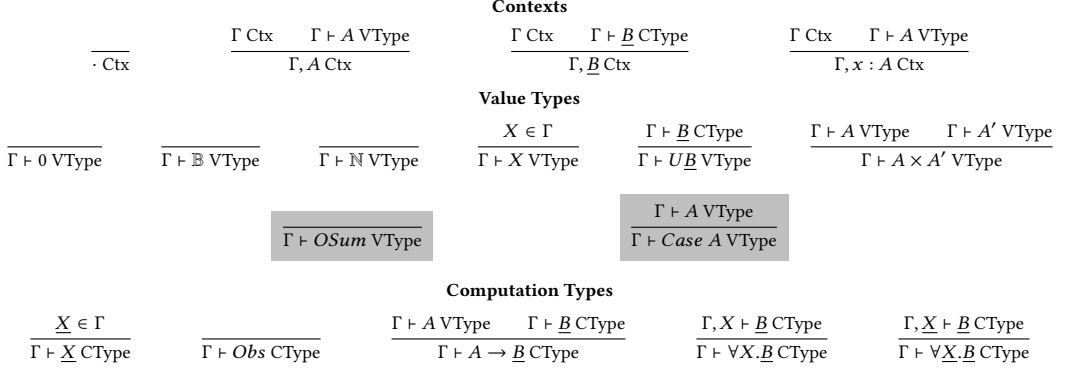 Contexts
Γ Ctx Γ ⊢ A VType Γ Ctx Γ ⊢ B̲ CType Γ Ctx Γ ⊢ A VType
· Ctx Γ, A Ctx Γ, B̲ Ctx Γ, x : A Ctx
Value Types
X ∈ Γ Γ ⊢ B̲ CType Γ ⊢ A VType Γ ⊢ A′ VType
Γ ⊢ 0 VType Γ ⊢ 𝔹 VType Γ ⊢ ℕ VType Γ ⊢ X VType Γ ⊢ UB̲ VType Γ ⊢ A × A′ VType
Γ ⊢ A VType
Γ ⊢ OSum VType Γ ⊢ Case A VType
Computation Types
X̲ ∈ Γ Γ ⊢ A VType Γ ⊢ B̲ CType Γ, X ⊢ B̲ CType Γ, X̲ ⊢ B̲ CType
Γ ⊢ X̲ CType Γ ⊢ Obs CType Γ ⊢ A → B̲ CType Γ ⊢ ∀X.B̲ CType Γ ⊢ ∀X̲.B̲ CType